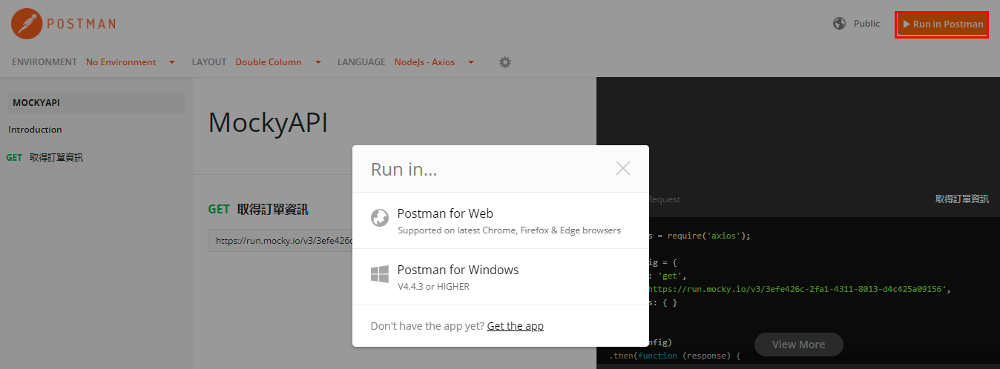 POSTMAN
Public
Run in Postman
ENVIRONMENT No Environment LAYOUT Double Column LANGUAGE NodeJs - Axios
MOCKYAPI
Introduction
GET 取得訂單資訊
MockyAPI
GET 取得訂單資訊
https://run.mocky.io/v3/3efe426c
Run in...
Postman for Web
Supported on latest Chrome, Firefox & Edge browsers
Postman for Windows
V4.4.3 or HIGHER
Don't have the app yet? Get the app
Request
取得訂單資訊
s = require('axios');
ig = {
: 'get',
https://run.mocky.io/v3/3efe426c-2fa1-4311-8013-d4c425a09156',
s: { }
nfig)
.then(function (response) {
View More